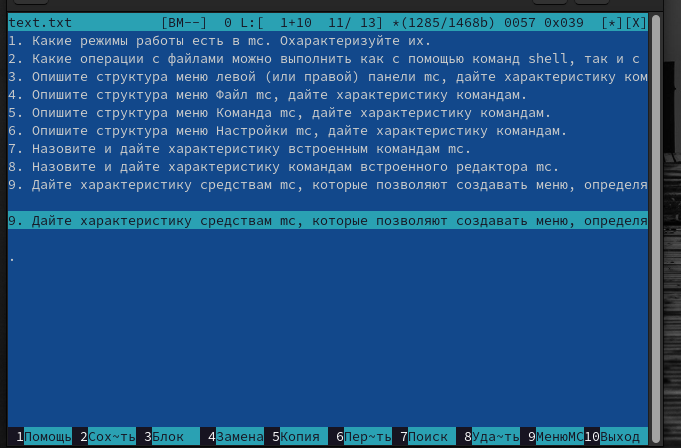 text.txt [BM--] 0 L:[ 1+10 11/ 13] *(1285/1468b) 0057 0x039 [*][X]
1. Какие режимы работы есть в mc. Охарактеризуйте их.
2. Какие операции с файлами можно выполнить как с помощью команд shell, так и с
3. Опишите структура меню левой (или правой) панели mc, дайте характеристику ком
4. Опишите структура меню Файл mc, дайте характеристику командам.
5. Опишите структура меню Команда mc, дайте характеристику командам.
6. Опишите структура меню Настройки mc, дайте характеристику командам.
7. Назовите и дайте характеристику встроенным командам mc.
8. Назовите и дайте характеристику командам встроенного редактора mc.
9. Дайте характеристику средствам mc, которые позволяют создавать меню, определя
9. Дайте характеристику средствам mc, которые позволяют создавать меню, определя
.
1Помощь 2Сох~ть 3Блок 4Замена 5Копия 6Пер~ть 7Поиск 8Уда~ть 9МенюMC 10Выход